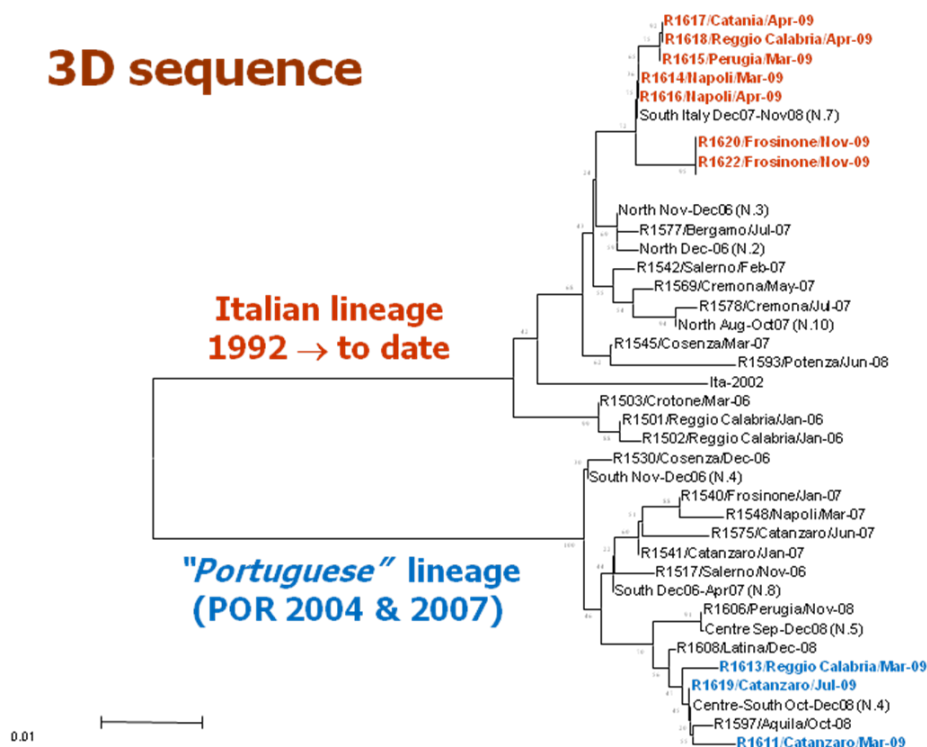 3D sequence
R1617/Catania/Apr-09
R1618/Reggio Calabria/Apr-09
R1615/Perugia/Mar-09
R1614/Napoli/Mar-09
R1616/Napoli/Apr-09
South Italy Dec07-Nov08 (N.7)
R1620/Frosinone/Nov-09
R1622/Frosinone/Nov-09
North Nov-Dec06 (N.3)
R1577/Bergamo/Jul-07
North Dec-06 (N.2)
R1542/Salerno/Feb-07
R1569/Cremona/May-07
R1578/Cremona/Jul-07
North Aug-Oct07 (N.10)
R1545/Cosenza/Mar-07
R1593/Potenza/Jun-08
Ita-2002
R1503/Crotone/Mar-06
R1501/Reggio Calabria/Jan-06
R1502/Reggio Calabria/Jan-06
Italian lineage
1992 → to date
R1530/Cosenza/Dec-06
South Nov-Dec06 (N.4)
R1540/Frosinone/Jan-07
R1548/Napoli/Mar-07
R1575/Catanzaro/Jun-07
R1541/Catanzaro/Jan-07
R1517/Salerno/Nov-06
South Dec06-Apr07 (N.8)
R1606/Perugia/Nov-08
Centre Sep-Dec08 (N.5)
R1608/Latina/Dec-08
R1613/Reggio Calabria/Mar-09
R1619/Catanzaro/Jul-09
Centre-South Oct-Dec08 (N.4)
R1597/Aquila/Oct-08
R1611/Catanzaro/Mar-09
"Portuguese" lineage
(POR 2004 & 2007)
0.01